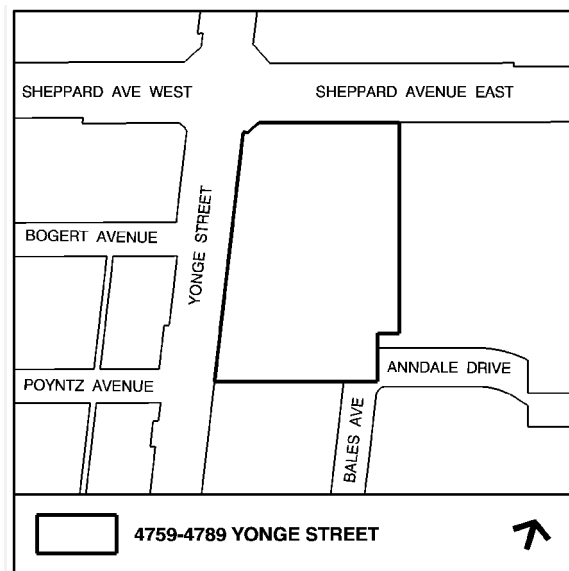 SHEPPARD AVE WEST
SHEPPARD AVENUE EAST
BOGERT AVENUE
YONGE STREET
POYNTZ AVENUE
ANNDALE DRIVE
BALES AVE
4759-4789 YONGE STREET